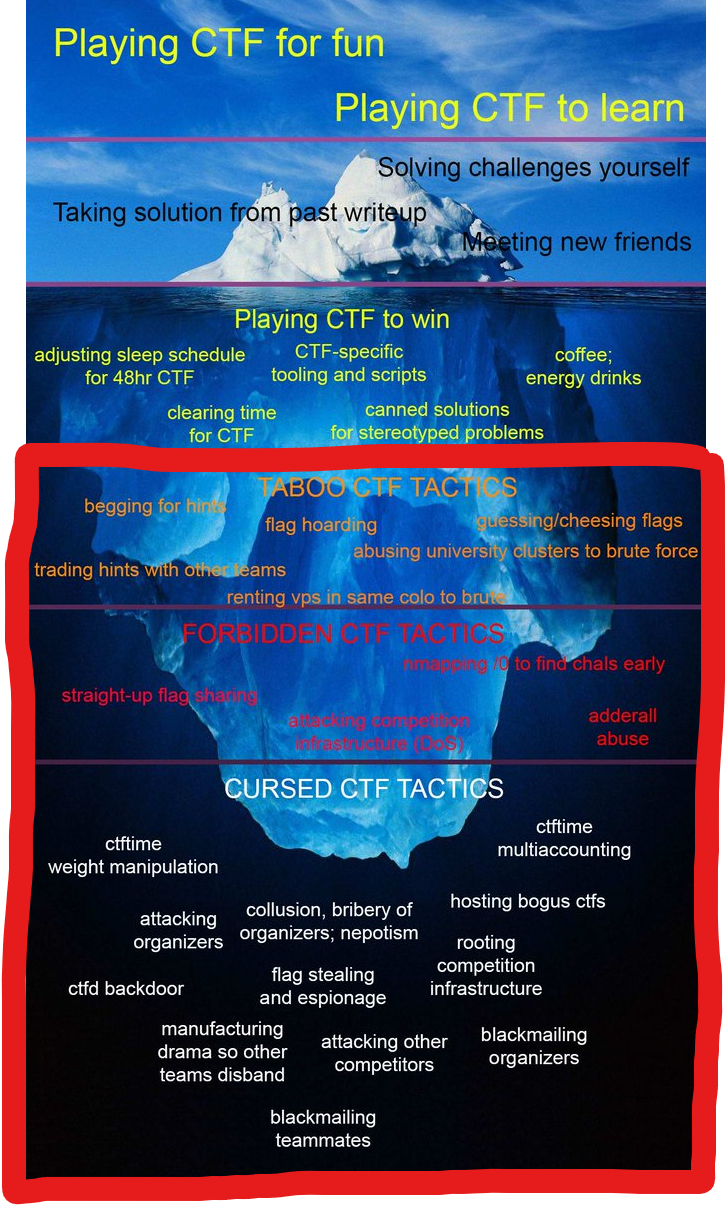 Playing CTF for fun
Playing CTF to learn
Solving challenges yourself
Taking solution from past writeup
Meeting new friends
Playing CTF to win
adjusting sleep schedule
for 48hr CTF
CTF-specific
tooling and scripts
coffee;
energy drinks
clearing time
for CTF
canned solutions
for stereotyped problems
TABOO CTF TACTICS
begging for hints
flag hoarding
guessing/cheesing flags
abusing university clusters to brute force
trading hints with other teams
renting vps in same colo to brute
FORBIDDEN CTF TACTICS
nmapping /0 to find chals early
straight-up flag sharing
attacking competition
infrastructure (DoS)
adderall
abuse
CURSED CTF TACTICS
ctftime
multiaccounting
ctftime
weight manipulation
hosting bogus ctfs
attacking
organizers
collusion, bribery of
organizers; nepotism
rooting
competition
infrastructure
ctfd backdoor
flag stealing
and espionage
manufacturing
drama so other
teams disband
attacking other
competitors
blackmailing
organizers
blackmailing
teammates